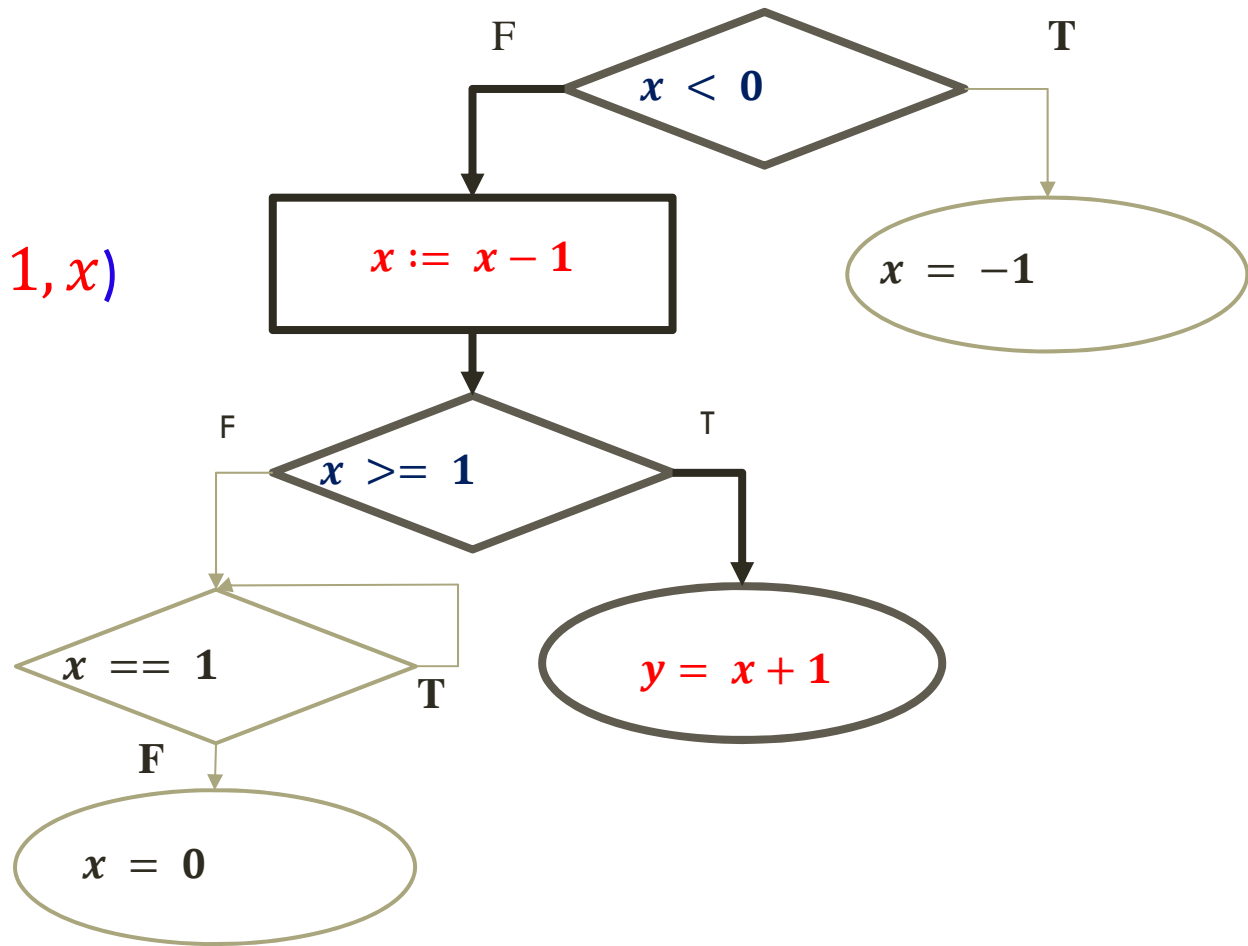 F
T
x < 0
x := x − 1
1, x)
x = −1
F
T
x >= 1
x == 1
T
y = x + 1
F
x = 0